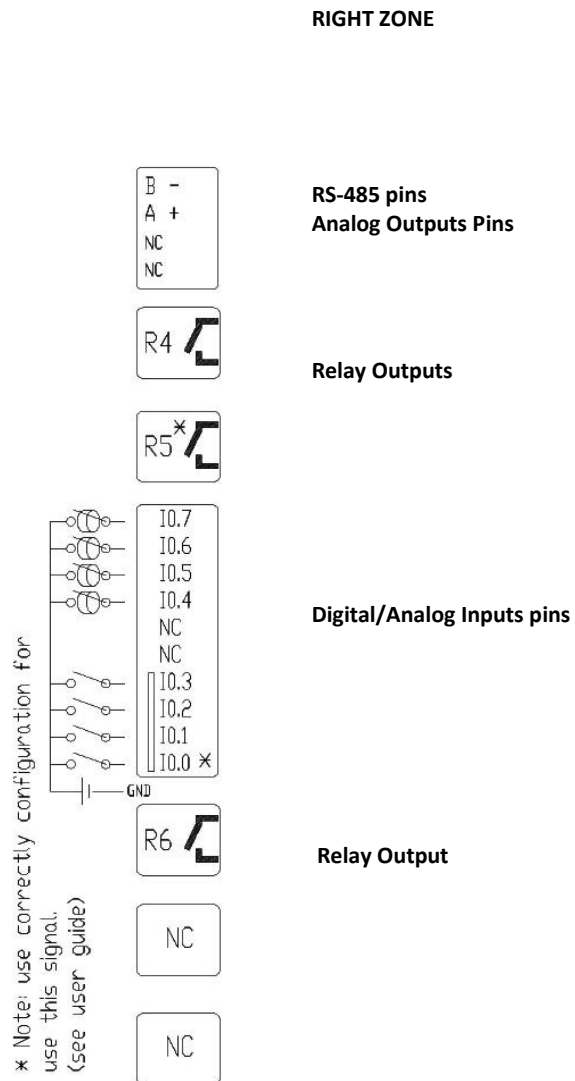 RIGHT ZONE
B -
A +
NC
NC
RS-485 pins
Analog Outputs Pins
R4
Relay Outputs
R5*
I0.7
I0.6
I0.5
I0.4
NC
NC
I0.3
I0.2
I0.1
I0.0 *
Digital/Analog Inputs pins
GND
R6
Relay Output
NC
NC
* Note: use correctly configuration for
use this signal.
(see user guide)